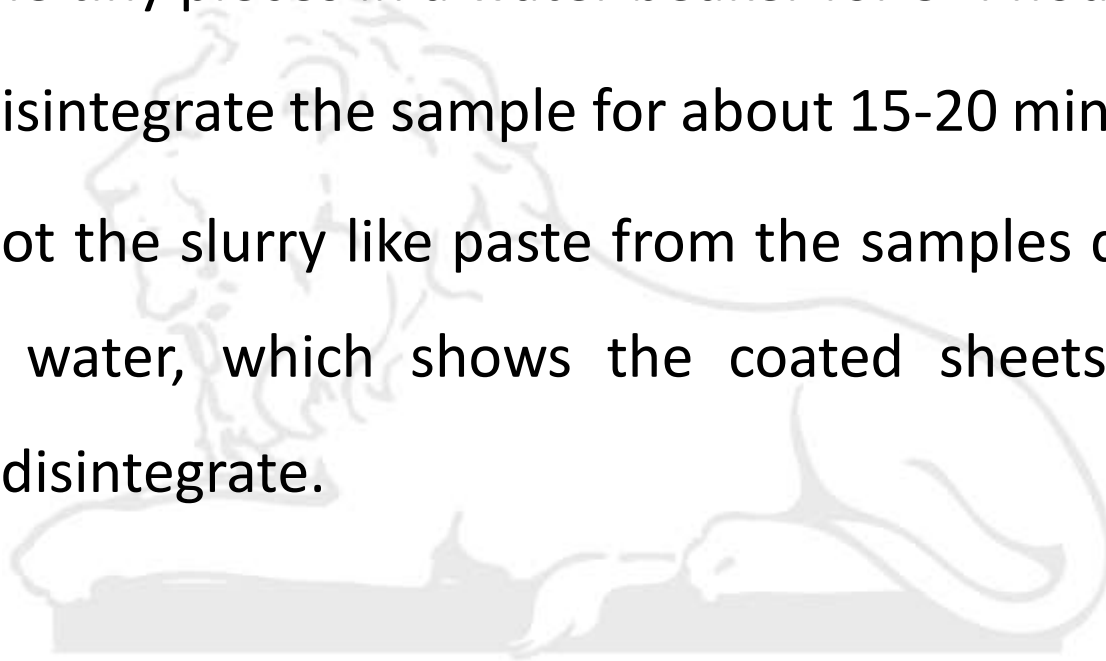 isintegrate the sample for about 15-20 min
ot the slurry like paste from the samples
water, which shows the coated sheets
disintegrate.